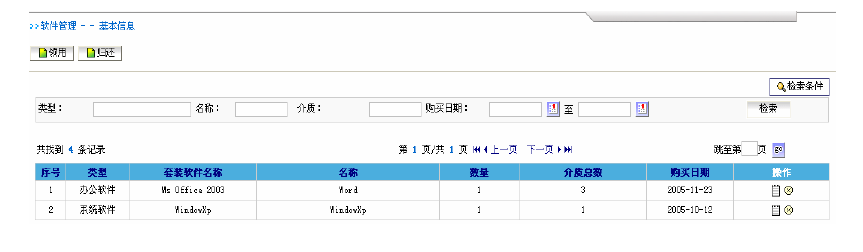 >>软件管理 - - 基本信息
领用 归还
检索条件
类型： 名称： 介质： 购买日期： 至 检索
共找到 4 条记录 第 1 页/共 1 页 上一页 下一页 跳至第 页 go
序号 类型 套装软件名称 名称 数量 介质总数 购买日期 操作
1 办公软件 Ms Office 2003 Word 1 3 2005-11-23
2 系统软件 WindowXp WindowXp 1 1 2005-10-12